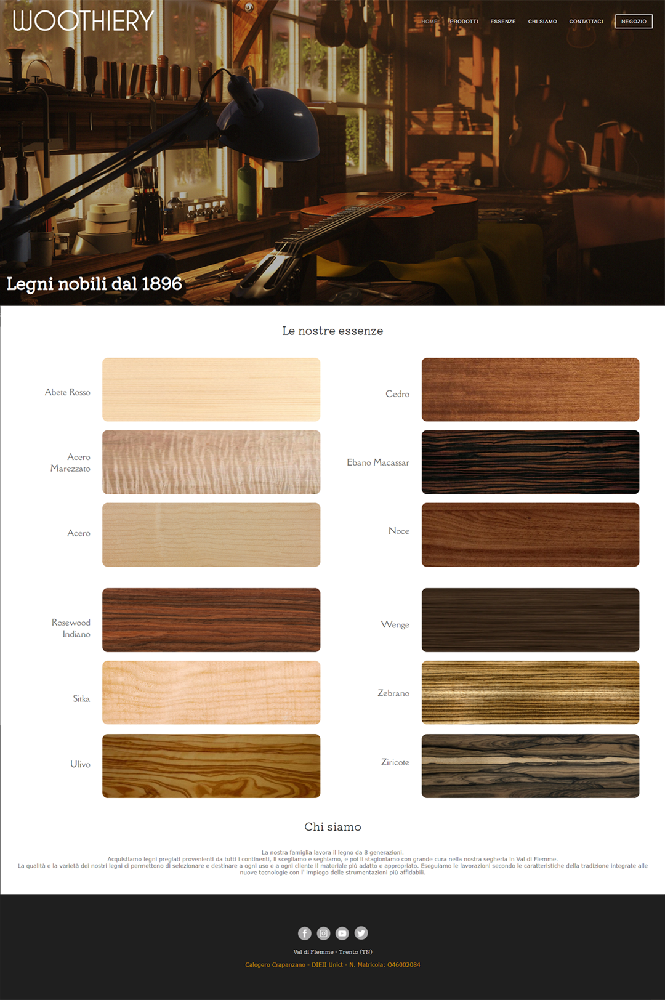 WOOTHIERY
HOME PRODOTTI ESSENZE CHI SIAMO CONTATTACI NEGOZIO
Legni nobili dal 1896
Le nostre essenze
Abete Rosso
Cedro
Acero
Marezzato
Ebano Macassar
Acero
Noce
Rosewood
Indiano
Wenge
Sitka
Zebrano
Ulivo
Ziricote
Chi siamo
La nostra famiglia lavora il legno da 8 generazioni.
Acquistiamo legni pregiati provenienti da tutti i continenti, li scegliamo e seghiamo, e poi li stagioniamo con grande cura nella nostra segheria in Val di Fiemme.
La qualità e la varietà dei nostri legni ci permettono di selezionare e destinare a ogni uso e a ogni cliente il materiale più adatto e appropriato. Eseguiamo le lavorazioni secondo le caratteristiche della tradizione integrate alle
nuove tecnologie con l' impiego delle strumentazioni più affidabili.
Val di Fiemme - Trento (TN)
Calogero Crapanzano - DIEII Unict - N. Matricola: O46002084